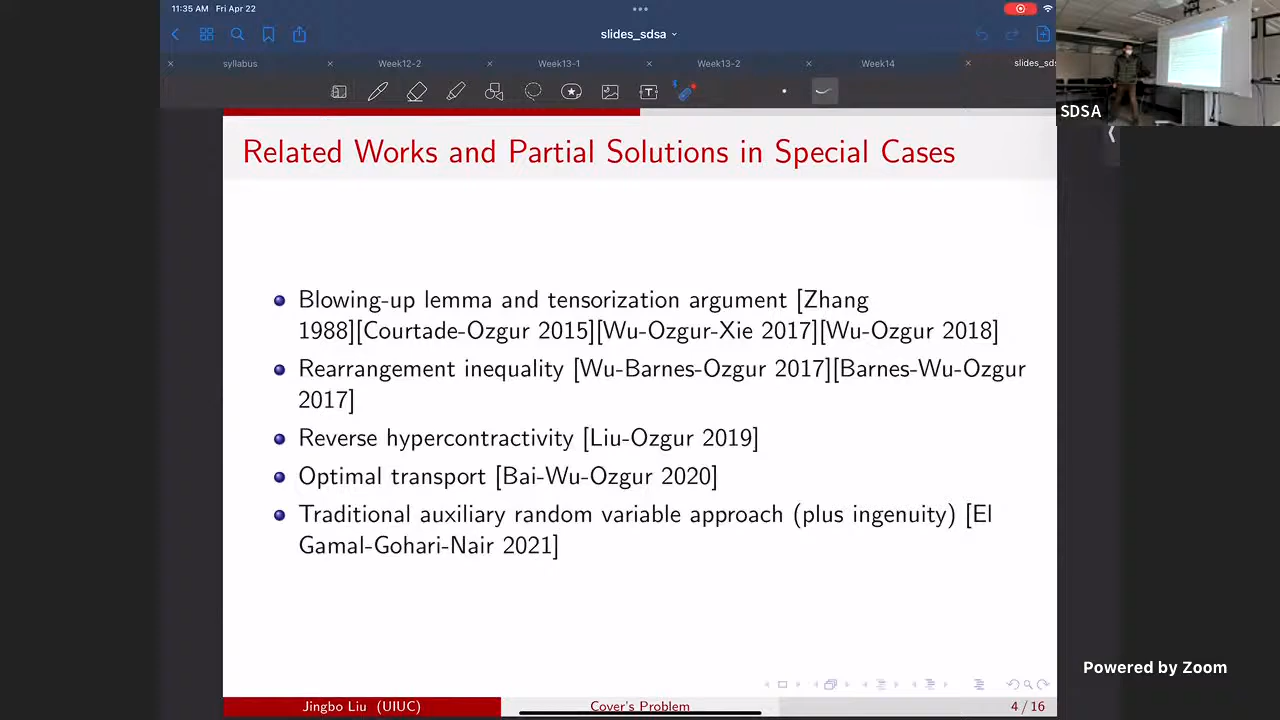 11:35 AM Fri Apr 22
slides_sdsa
syllabus
Week12-2
Week13-1
Week13-2
Week14
slides_sds
SDSA
Related Works and Partial Solutions in Special Cases
Blowing-up lemma and tensorization argument [Zhang
1988][Courtade-Ozgur 2015][Wu-Ozgur-Xie 2017][Wu-Ozgur 2018]
Rearrangement inequality [Wu-Barnes-Ozgur 2017][Barnes-Wu-Ozgur
2017]
Reverse hypercontractivity [Liu-Ozgur 2019]
Optimal transport [Bai-Wu-Ozgur 2020]
Traditional auxiliary random variable approach (plus ingenuity) [El
Gamal-Gohari-Nair 2021]
Powered by Zoom
Jingbo Liu (UIUC)
Cover's Problem
4 / 16